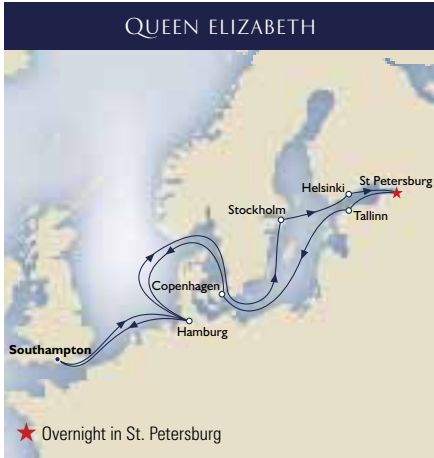 QUEEN ELIZABETH
St Petersburg
Helsinki
Stockholm
Tallinn
Copenhagen
Hamburg
Southampton
Overnight in St. Petersburg